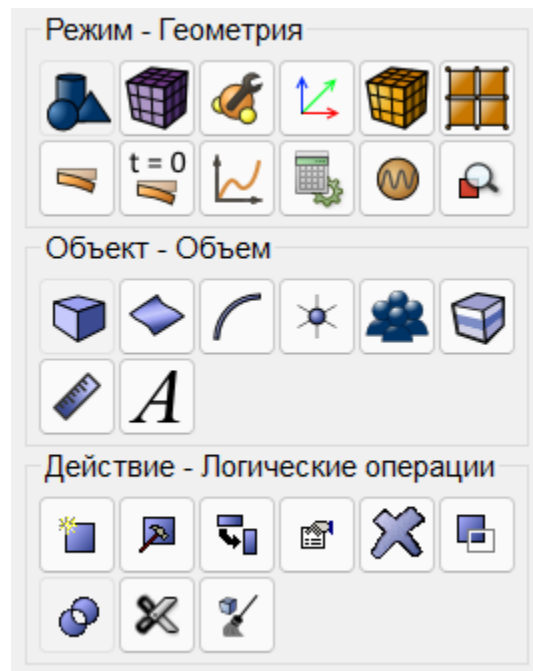 Режим - Геометрия
t = 0
Объект - Объем
A
Действие - Логические операции